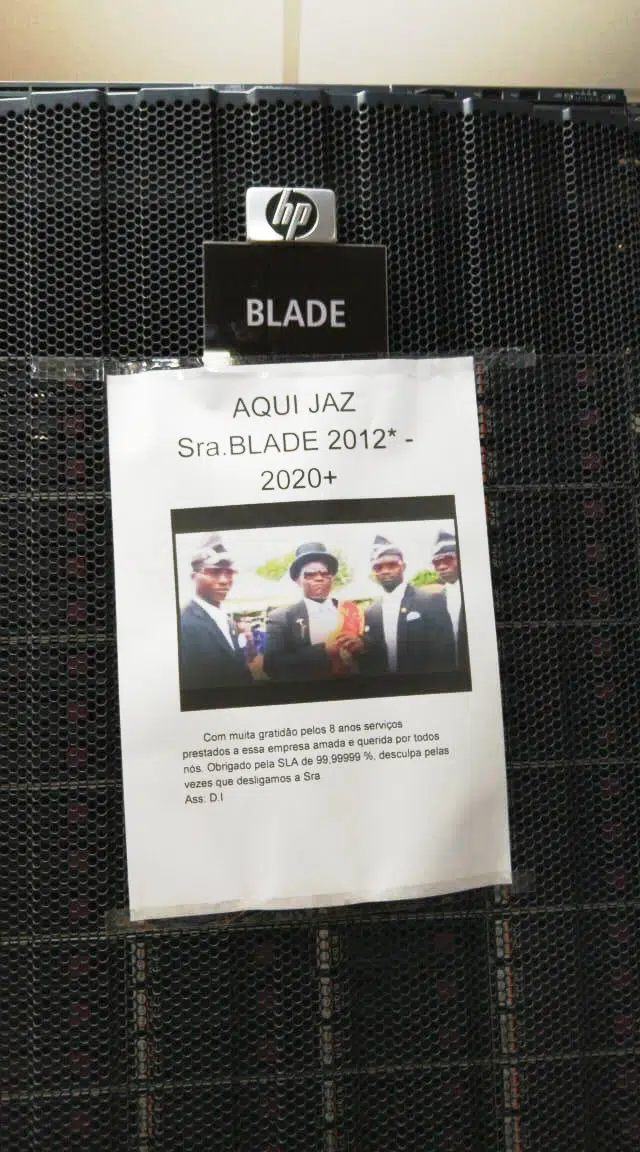 hp
BLADE
AQUI JAZ
Sra.BLADE 2012* -
2020+
Com muita gratidão pelos 8 anos serviços
prestados a essa empresa amada e querida por todos
nós. Obrigado pela SLA de 99,99999 %, desculpa pelas
vezes que desligamos a Sra
Ass: D.I